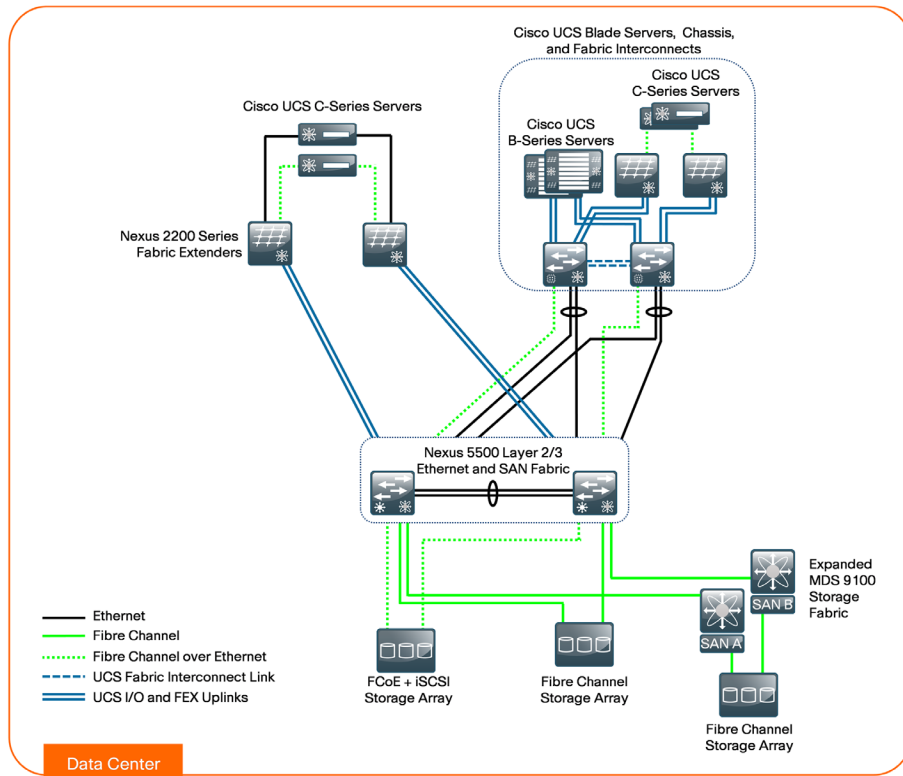 Cisco UCS Blade Servers, Chassis,
and Fabric Interconnects
Cisco UCS
C-Series Servers
Cisco UCS C-Series Servers
Cisco UCS
B-Series Servers
Nexus 2200 Series
Fabric Extenders
Nexus 5500 Layer 2/3
Ethernet and SAN Fabric
Expanded
MDS 9100
Storage
Fabric
SAN B
SAN A
Ethernet
Fibre Channel
Fibre Channel over Ethernet
UCS Fabric Interconnect Link
UCS I/O and FEX Uplinks
FCoE + iSCSI
Storage Array
Fibre Channel
Storage Array
Fibre Channel
Storage Array
Data Center